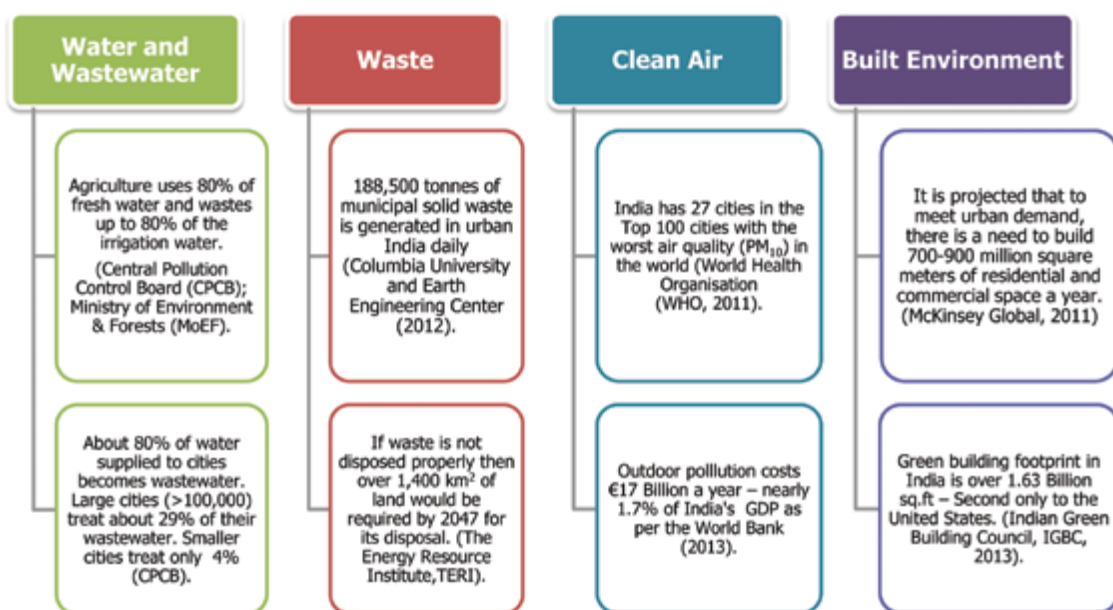 Water and
Wastewater
Agriculture uses 80% of
fresh water and wastes
up to 80% of the
irrigation water.
(Central Pollution
Control Board (CPCB);
Ministry of Environment
& Forests (MoEF).
About 80% of water
supplied to cities
becomes wastewater.
Large cities (>100,000)
treat about 29% of their
wastewater. Smaller
cities treat only 4%
(CPCB).
Waste
188,500 tonnes of
municipal solid waste
is generated in urban
India daily
(Columbia University
and Earth
Engineering Center
(2012).
If waste is not
disposed properly then
over 1,400 km² of
land would be
required by 2047 for
its disposal. (The
Energy Resource
Institute,TERI).
Clean Air
India has 27 cities in the
Top 100 cities with the
worst air quality (PM₁₀) in
the world (World Health
Organisation
(WHO, 2011).
Outdoor polllution costs
€17 Billion a year – nearly
1.7% of India's GDP as
per the World Bank
(2013).
Built Environment
It is projected that to
meet urban demand,
there is a need to build
700-900 million square
meters of residential and
commercial space a year.
(McKinsey Global, 2011)
Green building footprint in
India is over 1.63 Billion
sq.ft – Second only to the
United States. (Indian Green
Building Council, IGBC,
2013).